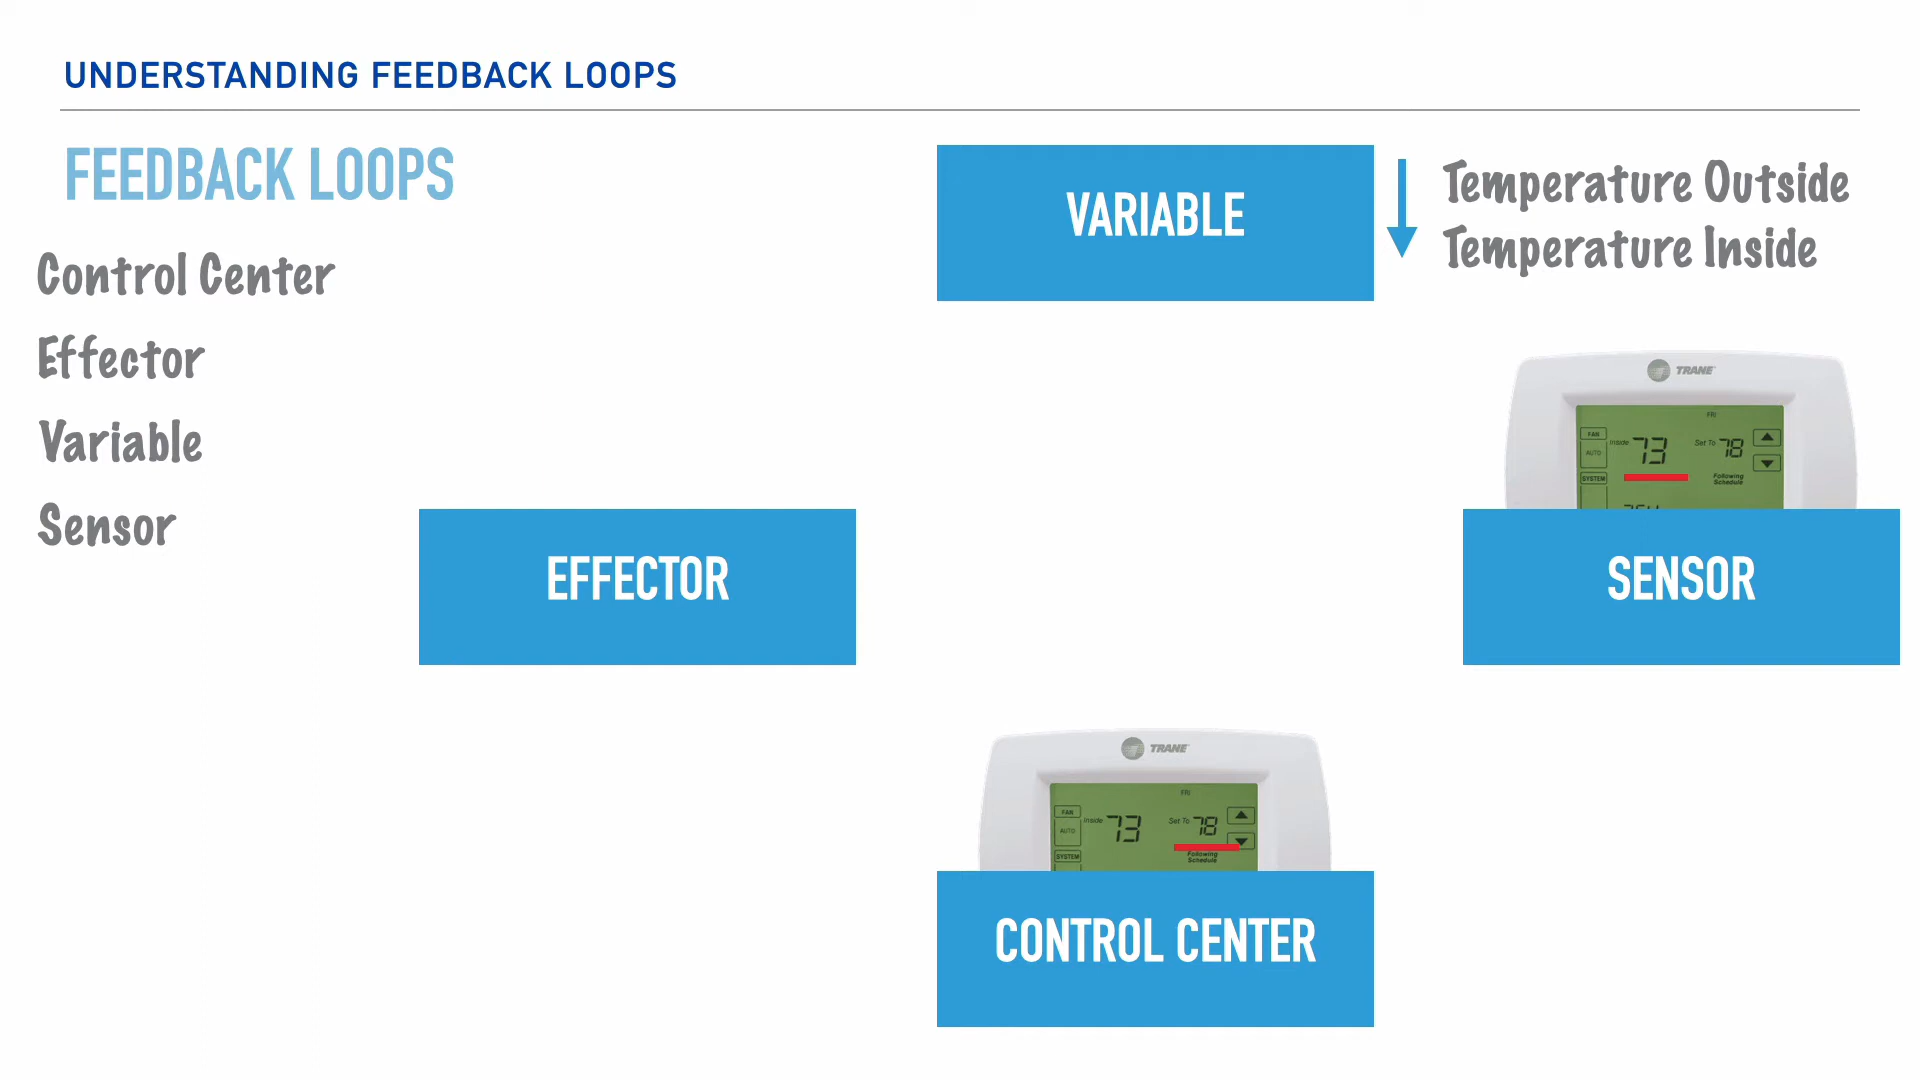 UNDERSTANDING FEEDBACK LOOPS
FEEDBACK LOOPS
Control Center
Effector
Variable
Sensor
VARIABLE
Temperature Outside
Temperature Inside
TRANE
FRI
FAN
AUTO
SYSTEM
Inside 73
Set To 78
Following
Schedule
SENSOR
EFFECTOR
TRANE
FRI
FAN
AUTO
SYSTEM
Inside 73
Set To 78
Following
Schedule
CONTROL CENTER